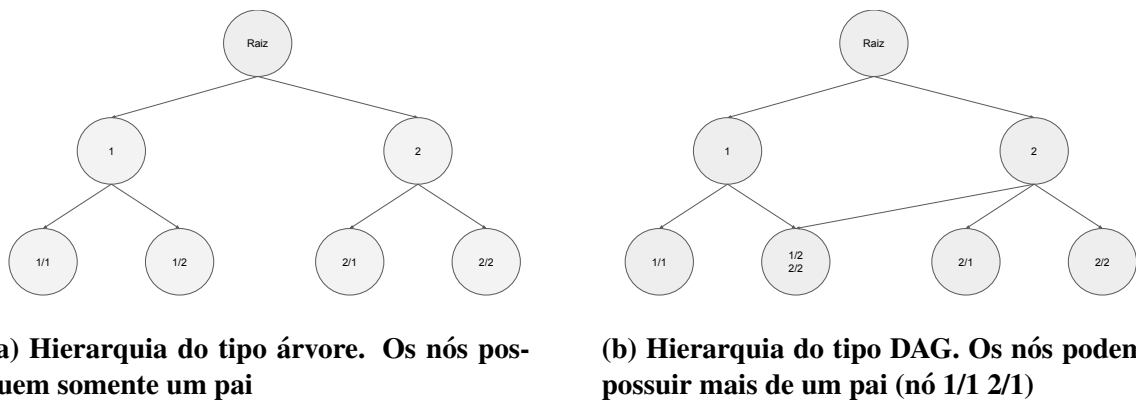 Raiz
1
2
1/1
1/2
2/1
2/2
a) Hierarquia do tipo árvore. Os nós pos-
uem somente um pai
Raiz
1
2
1/1
1/2
2/2
2/1
2/2
(b) Hierarquia do tipo DAG. Os nós podem
possuir mais de um pai (nó 1/1 2/1)